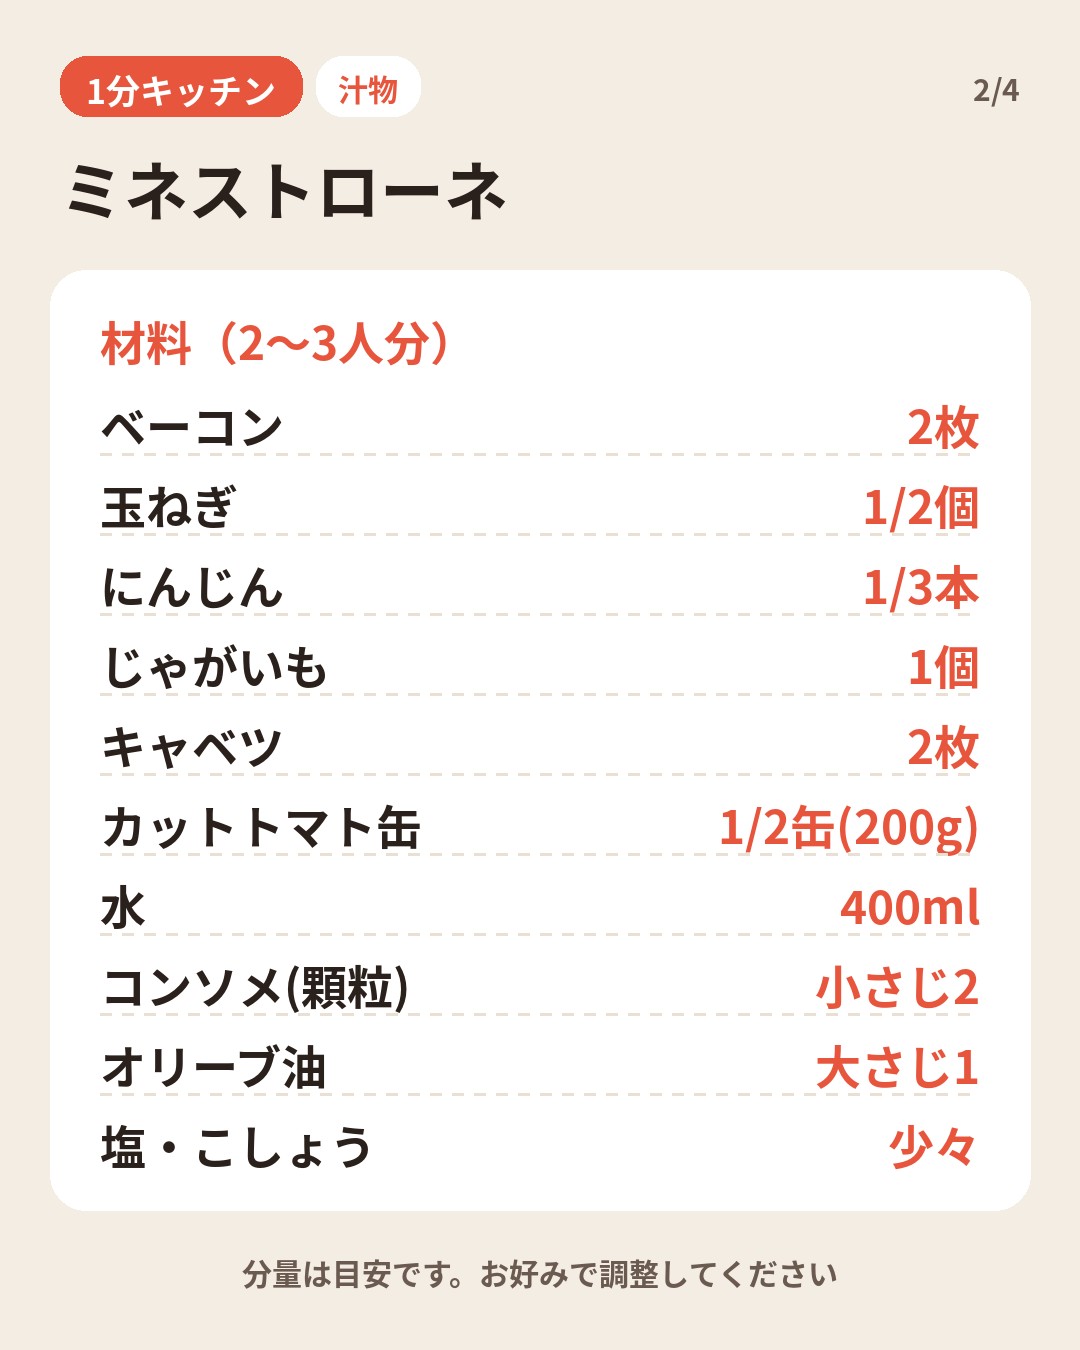 1分キッチン 汁物 2/4
ミネストローネ
材料（2〜3人分）
ベーコン 2枚
玉ねぎ 1/2個
にんじん 1/3本
じゃがいも 1個
キャベツ 2枚
カットトマト缶 1/2缶(200g)
水 400ml
コンソメ(顆粒) 小さじ2
オリーブ油 大さじ1
塩・こしょう 少々
分量は目安です。お好みで調整してください